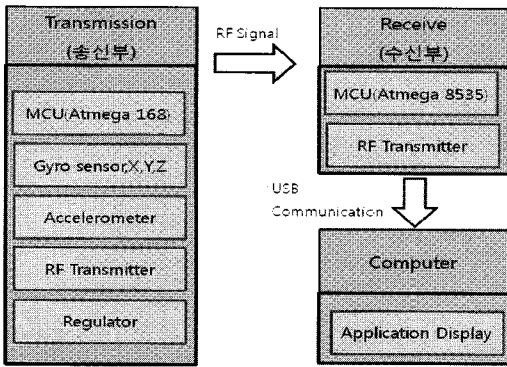 Transmission
(송신부)
MCU(Atmega 168)
Gyro sensor,X,Y,Z
Accelerometer
RF Transmitter
Regulator
RF Signal
Receive
(수신부)
MCU(Atmega 8535)
RF Transmitter
USB
Communication
Computer
Application Display